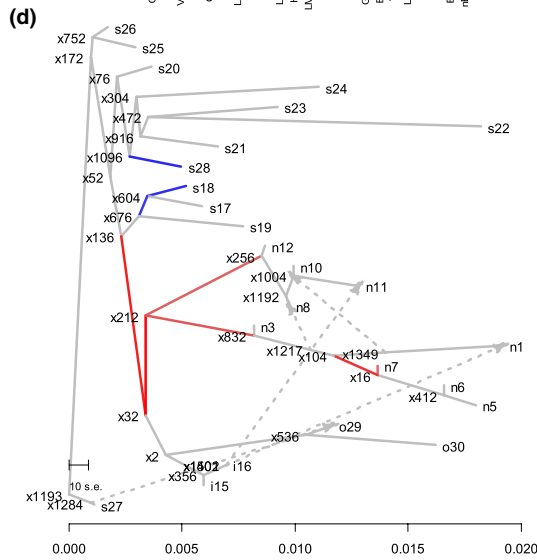 (d)
s26
x752
s25
x172
s20
x76
s24
x304
s23
x472
s22
x916
s21
x1096
s28
x52
s18
x604
s17
x676
s19
x136
n12
x256
n10
x1004
n11
x1192
n8
x212
n3
x832
n1
x1217
x104
x1349
n7
x16
n6
x412
n5
x32
o29
x536
o30
x2
i16
x356
i15
10 s.e.
x1193
x1284
s27
0.000 0.005 0.010 0.015 0.020